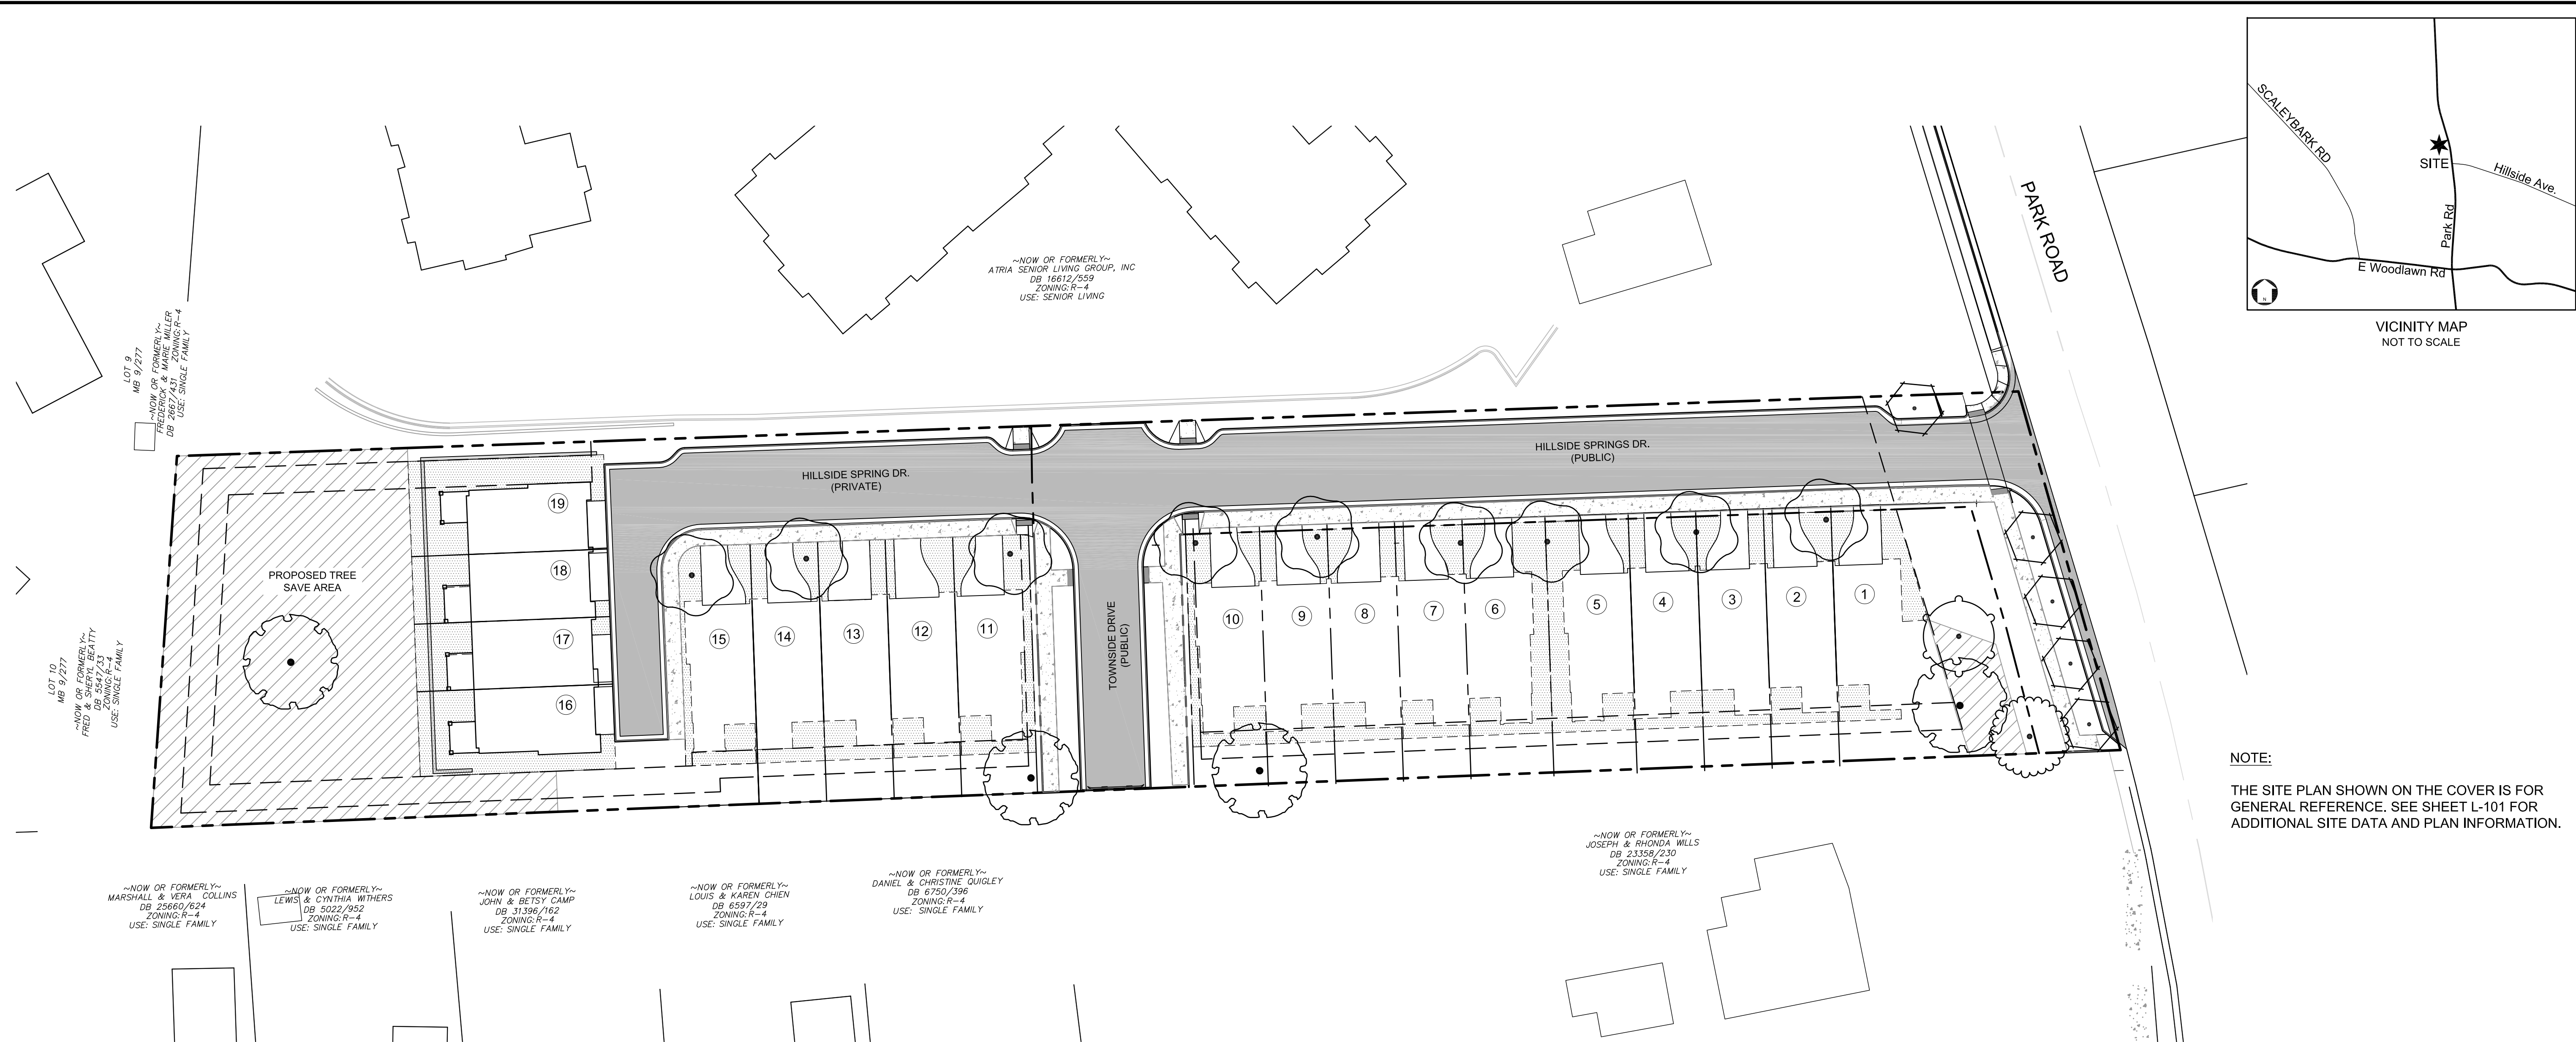 SCALEYBARK RD
SITE
Hillside Ave.
Park Rd
E Woodlawn Rd
N
VICINITY MAP
NOT TO SCALE
PARK ROAD
~NOW OR FORMERLY~
ATRIA SENIOR LIVING GROUP, INC
DB 16612/559
ZONING: R-4
USE: SENIOR LIVING
LOT 9
MB 9/277
~NOW OR FORMERLY~
FREDERICK & MARIE MILLER
DB 2667/431 ZONING: R-4
USE: SINGLE FAMILY
HILLSIDE SPRING DR.
(PRIVATE)
HILLSIDE SPRINGS DR.
(PUBLIC)
TOWNSIDE DRIVE
(PUBLIC)
PROPOSED TREE
SAVE AREA
19
18
17
16
15
14
13
12
11
10
9
8
7
6
5
4
3
2
1
LOT 10
MB 9/277
~NOW OR FORMERLY~
FRED & SHERYL BEATTY
DB 5547/33
ZONING: R-4
USE: SINGLE FAMILY
NOTE:
THE SITE PLAN SHOWN ON THE COVER IS FOR
GENERAL REFERENCE. SEE SHEET L-101 FOR
ADDITIONAL SITE DATA AND PLAN INFORMATION.
~NOW OR FORMERLY~
MARSHALL & VERA COLLINS
DB 25660/624
ZONING: R-4
USE: SINGLE FAMILY
~NOW OR FORMERLY~
LEWIS & CYNTHIA WITHERS
DB 5022/952
ZONING: R-4
USE: SINGLE FAMILY
~NOW OR FORMERLY~
JOHN & BETSY CAMP
DB 31396/162
ZONING: R-4
USE: SINGLE FAMILY
~NOW OR FORMERLY~
LOUIS & KAREN CHIEN
DB 6597/29
ZONING: R-4
USE: SINGLE FAMILY
~NOW OR FORMERLY~
DANIEL & CHRISTINE QUIGLEY
DB 6750/396
ZONING: R-4
USE: SINGLE FAMILY
~NOW OR FORMERLY~
JOSEPH & RHONDA WILLS
DB 23358/230
ZONING: R-4
USE: SINGLE FAMILY